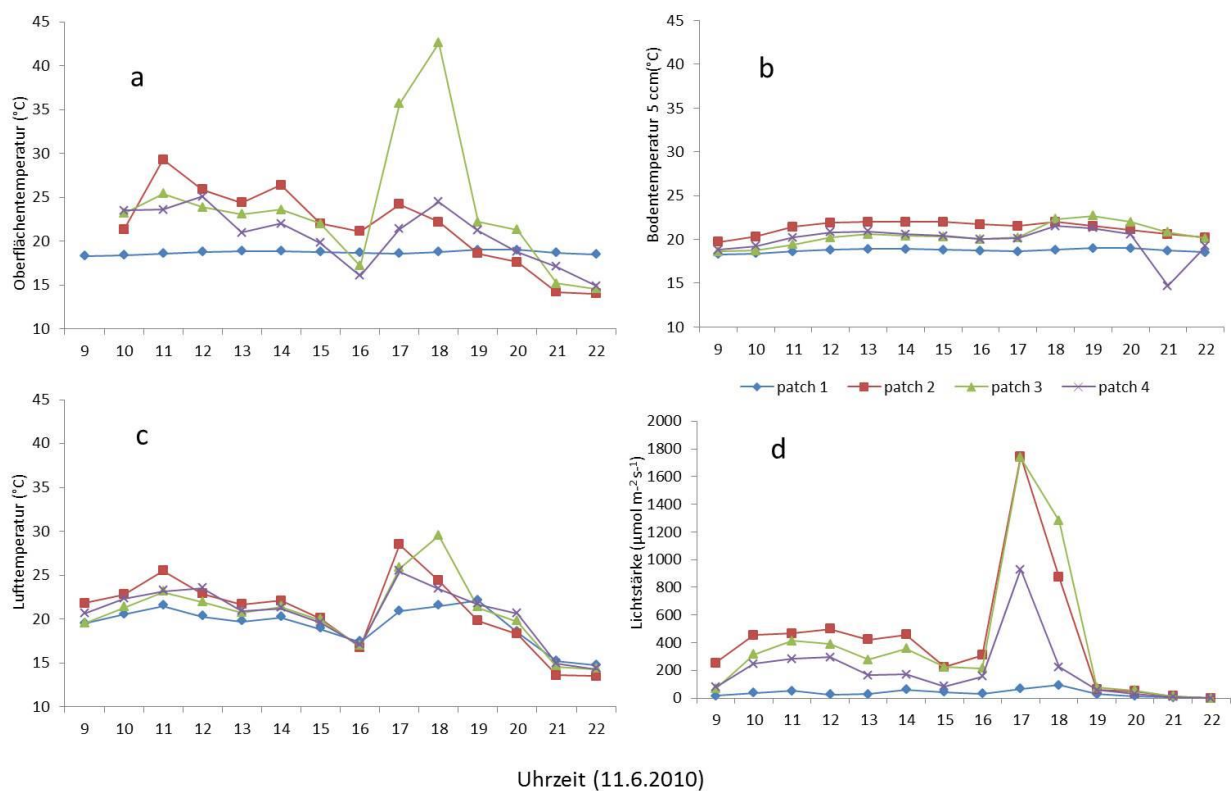 a
Oberflächentemperatur (°C)
45
40
35
30
25
20
15
10
9 10 11 12 13 14 15 16 17 18 19 20 21 22
b
Bodentemperatur 5 ccm(°C)
45
40
35
30
25
20
15
10
9 10 11 12 13 14 15 16 17 18 19 20 21 22
patch 1 patch 2 patch 3 patch 4
c
Lufttemperatur (°C)
45
40
35
30
25
20
15
10
9 10 11 12 13 14 15 16 17 18 19 20 21 22
d
Lichtstärke (µmol m-² s-¹)
2000
1800
1600
1400
1200
1000
800
600
400
200
0
9 10 11 12 13 14 15 16 17 18 19 20 21 22
Uhrzeit (11.6.2010)